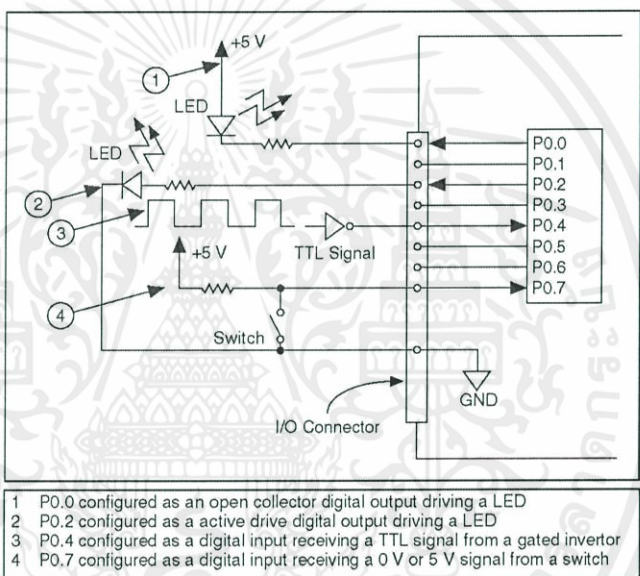 +5 V
1
LED
LED
P0.0
P0.1
2
P0.2
P0.3
3
P0.4
TTL Signal
+5 V
P0.5
P0.6
P0.7
4
Switch
GND
I/O Connector
1 P0.0 configured as an open collector digital output driving a LED
2 P0.2 configured as a active drive digital output driving a LED
3 P0.4 configured as a digital input receiving a TTL signal from a gated invertor
4 P0.7 configured as a digital input receiving a 0 V or 5 V signal from a switch